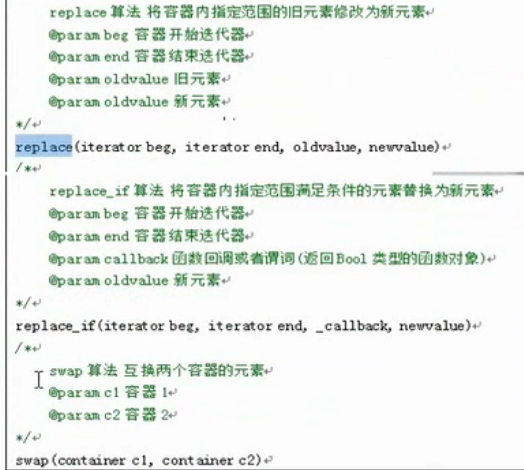 replace 算法 将容器内指定范围的旧元素修改为新元素
@param beg 容器开始迭代器
@param end 容器结束迭代器
@param oldvalue 旧元素
@param oldvalue 新元素
*/
replace(iterator beg, iterator end, oldvalue, newvalue)
/*
replace_if 算法 将容器内指定范围满足条件的元素替换为新元素
@param beg 容器开始迭代器
@param end 容器结束迭代器
@param callback 函数回调或者谓词(返回 Bool 类型的函数对象)
@param oldvalue 新元素
*/
replace_if(iterator beg, iterator end, _callback, newvalue)
/*
swap 算法 互换两个容器的元素
@param c1 容器 1
@param c2 容器 2
*/
swap(container c1, container c2)